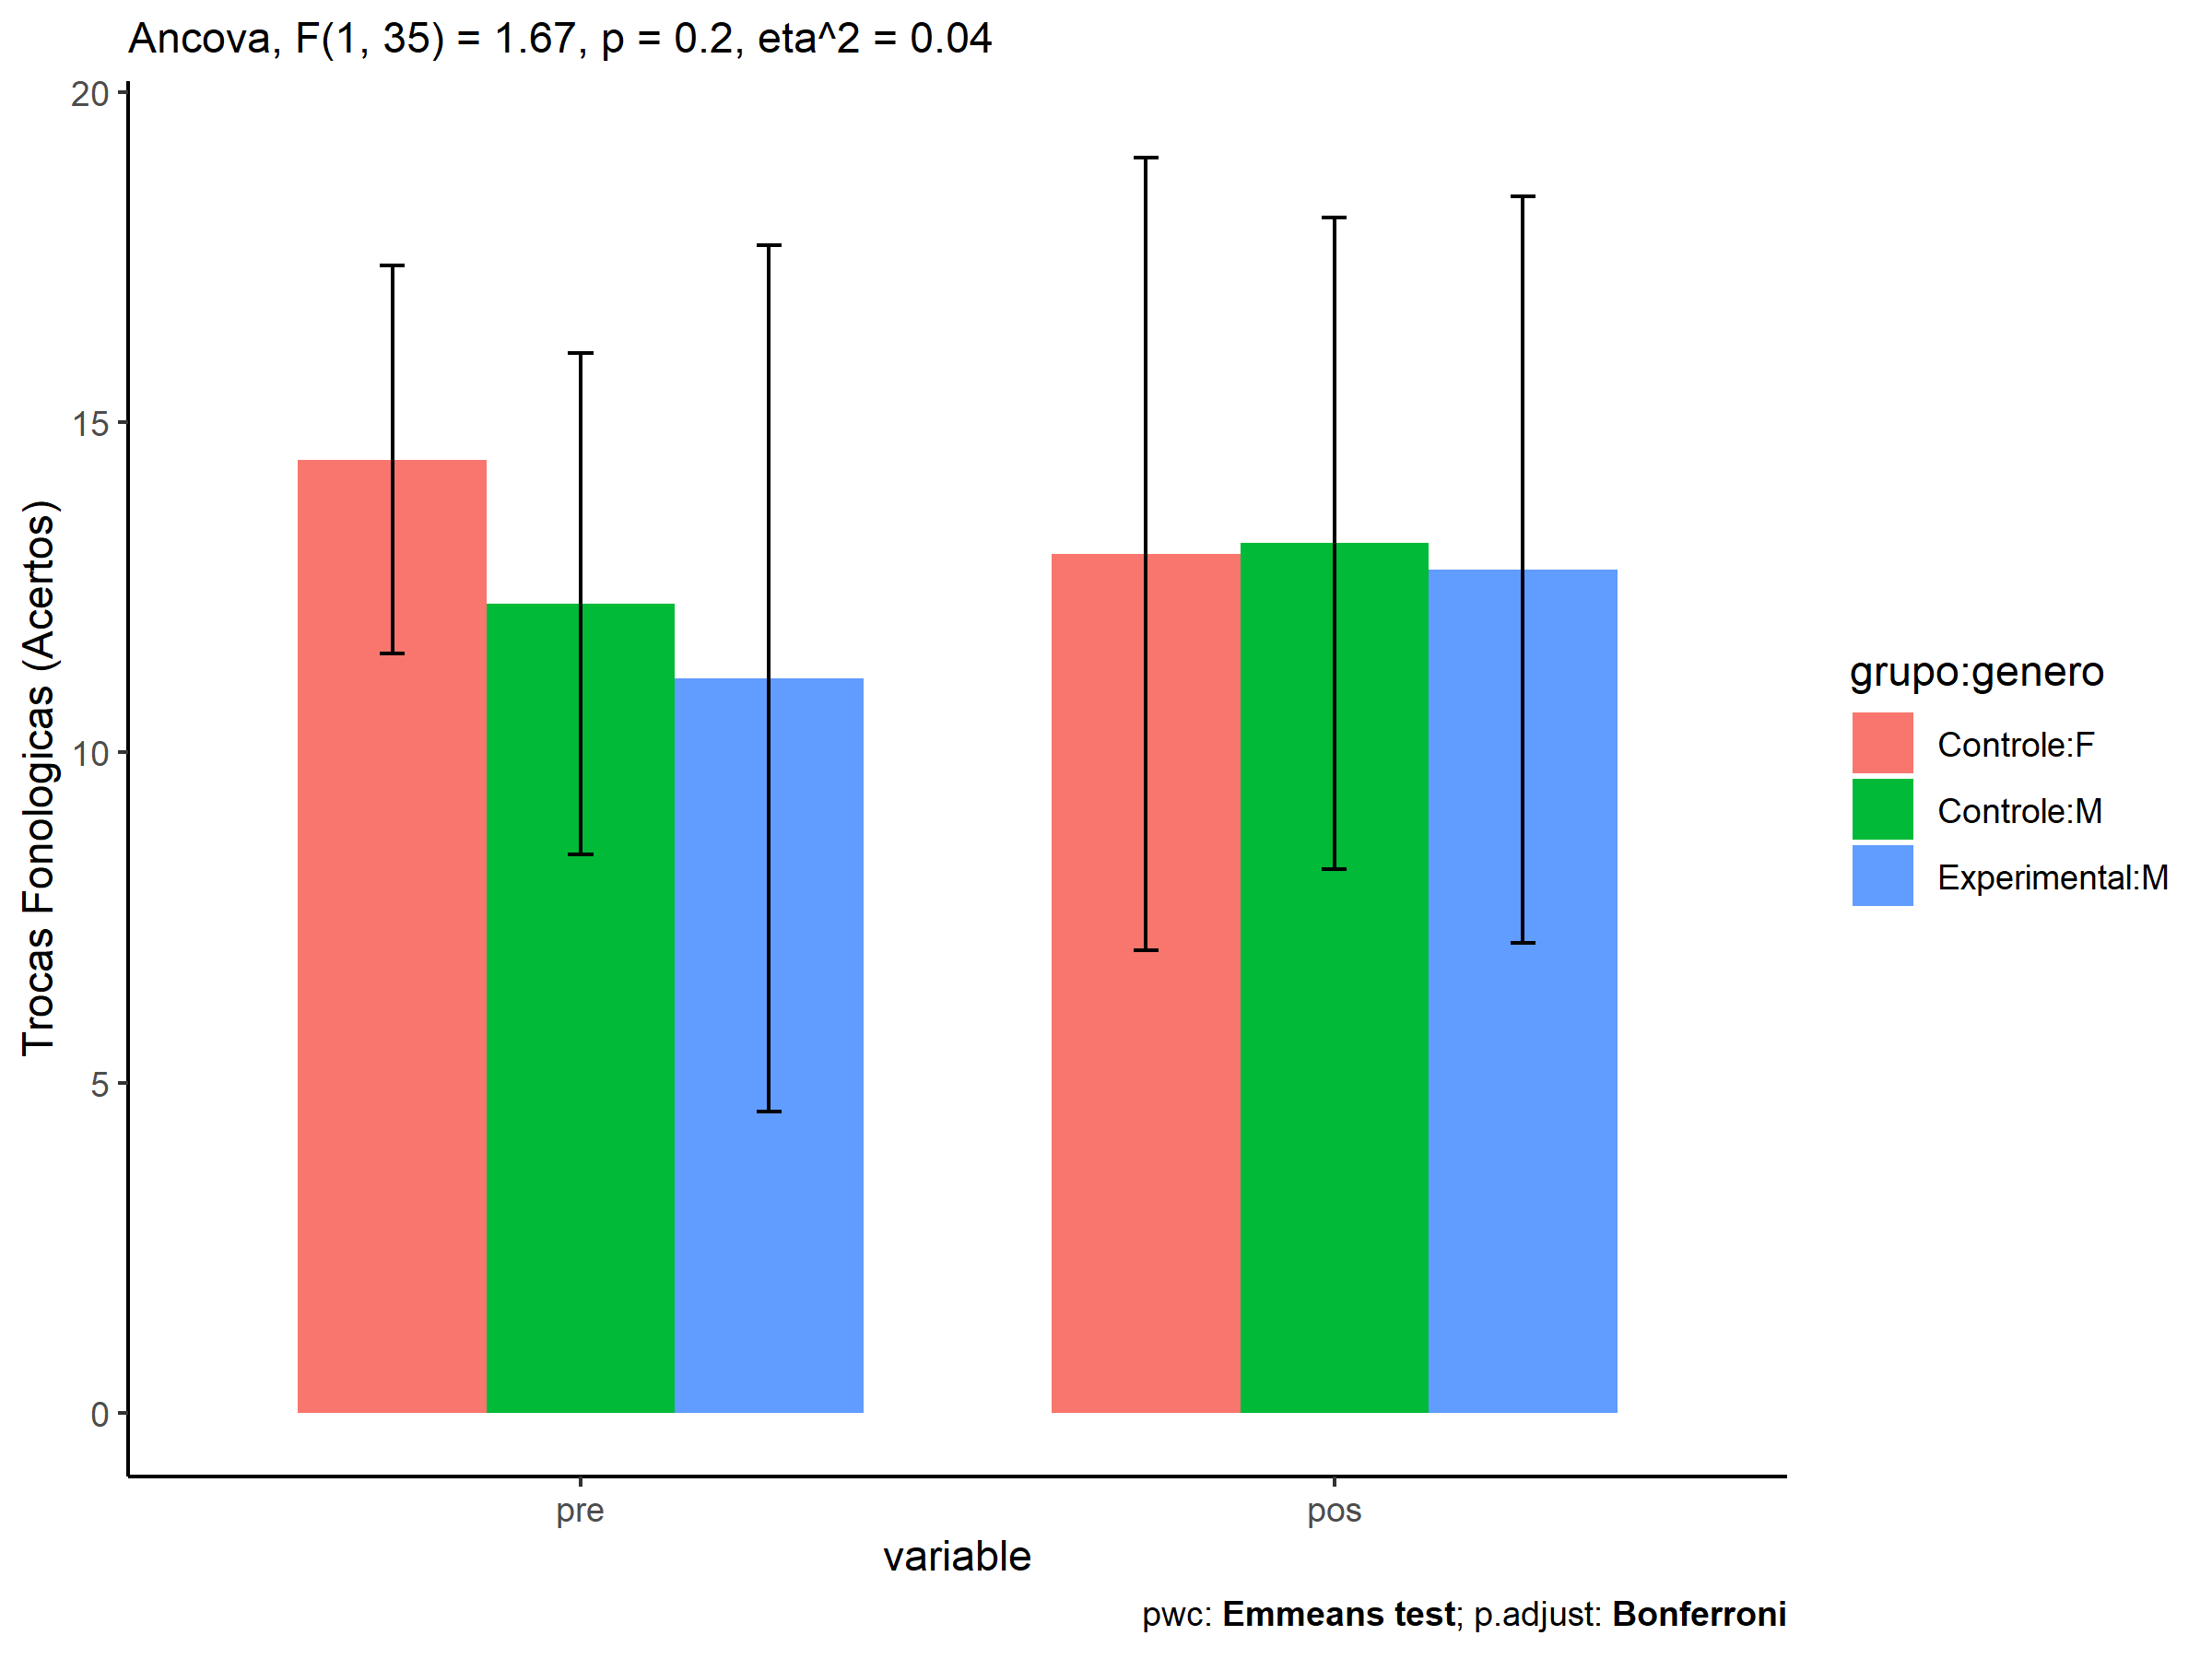 Ancova, F(1, 35) = 1.67, p = 0.2, eta^2 = 0.04
Trocas Fonologicas (Acertos)
20
15
10
5
0
pre
pos
variable
grupo:genero
Controle:F
Controle:M
Experimental:M
pwc: Emmeans test; p.adjust: Bonferroni